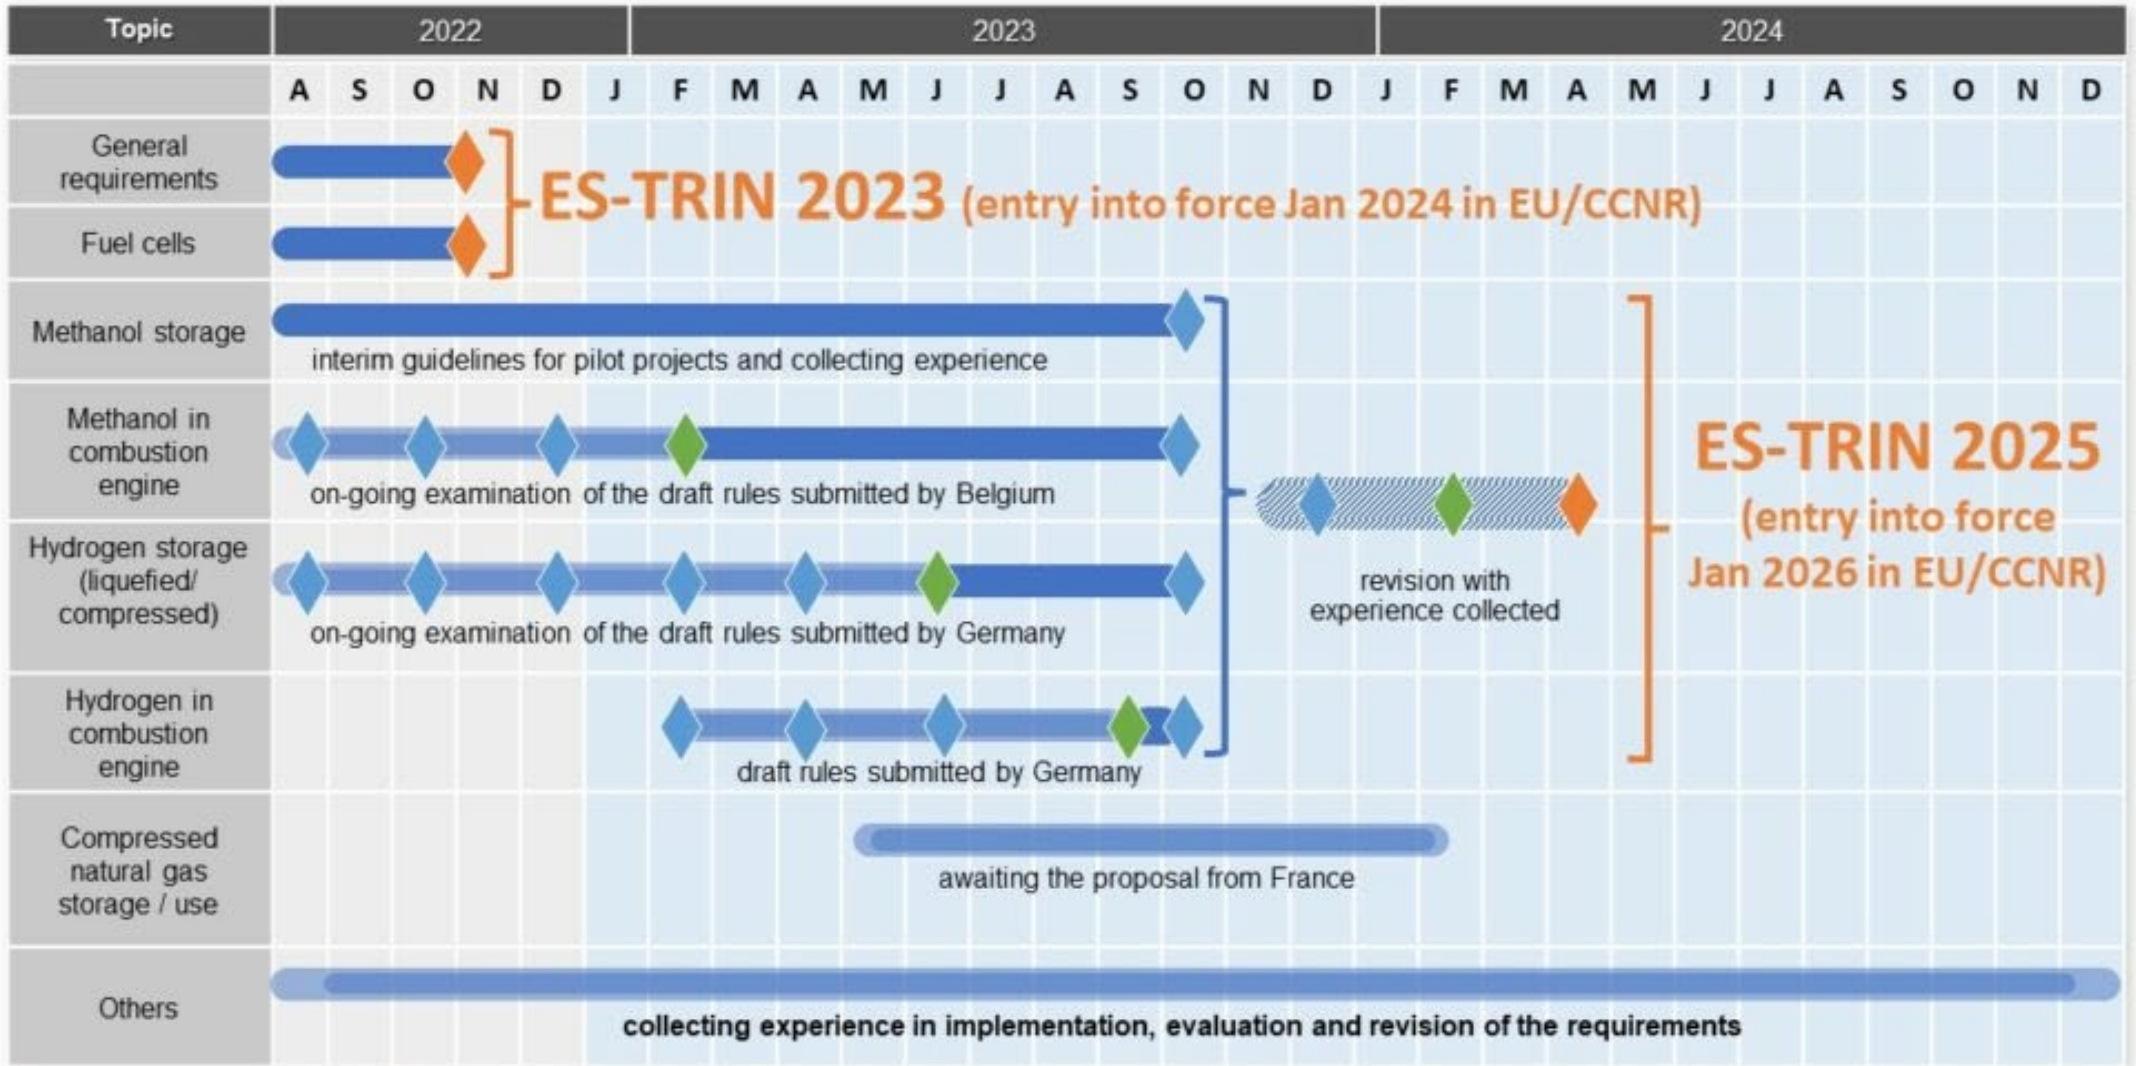 Topic 2022 2023 2024
A S O N D J F M A M J J A S O N D J F M A M J J A S O N D
General
requirements
ES-TRIN 2023 (entry into force Jan 2024 in EU/CCNR)
Fuel cells
Methanol storage
interim guidelines for pilot projects and collecting experience
Methanol in
combustion
engine
on-going examination of the draft rules submitted by Belgium
Hydrogen storage
(liquefied/
compressed)
on-going examination of the draft rules submitted by Germany
revision with
experience collected
ES-TRIN 2025
(entry into force
Jan 2026 in EU/CCNR)
Hydrogen in
combustion
engine
draft rules submitted by Germany
Compressed
natural gas
storage / use
awaiting the proposal from France
Others
collecting experience in implementation, evaluation and revision of the requirements